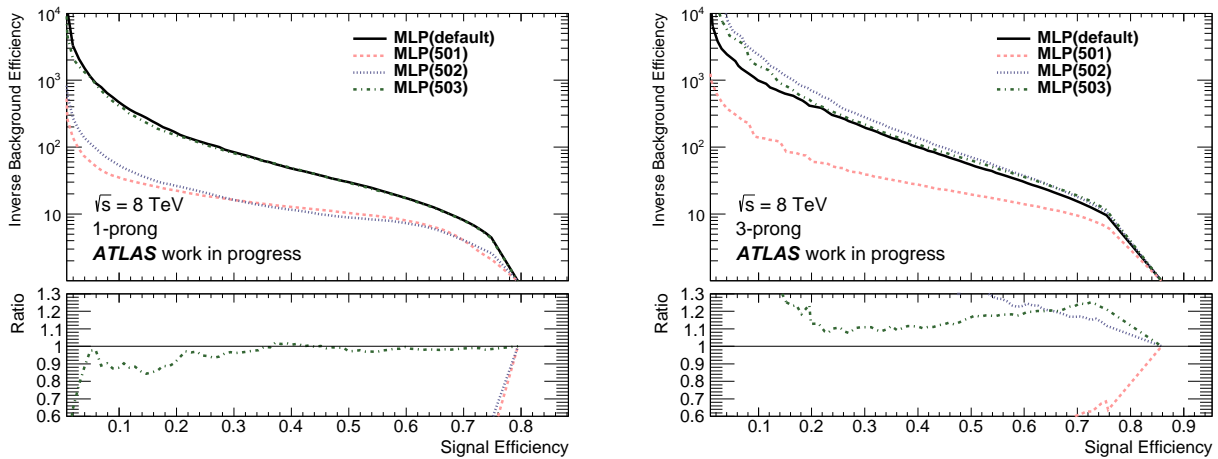 Inverse Background Efficiency
10⁴
10³
10²
10
MLP(default)
MLP(501)
MLP(502)
MLP(503)
√s = 8 TeV
1-prong
ATLAS work in progress
Ratio
1.3
1.2
1.1
1
0.9
0.8
0.7
0.6
0.1 0.2 0.3 0.4 0.5 0.6 0.7 0.8
Signal Efficiency
Inverse Background Efficiency
10⁴
10³
10²
10
MLP(default)
MLP(501)
MLP(502)
MLP(503)
√s = 8 TeV
3-prong
ATLAS work in progress
Ratio
1.3
1.2
1.1
1
0.9
0.8
0.7
0.6
0.1 0.2 0.3 0.4 0.5 0.6 0.7 0.8 0.9
Signal Efficiency